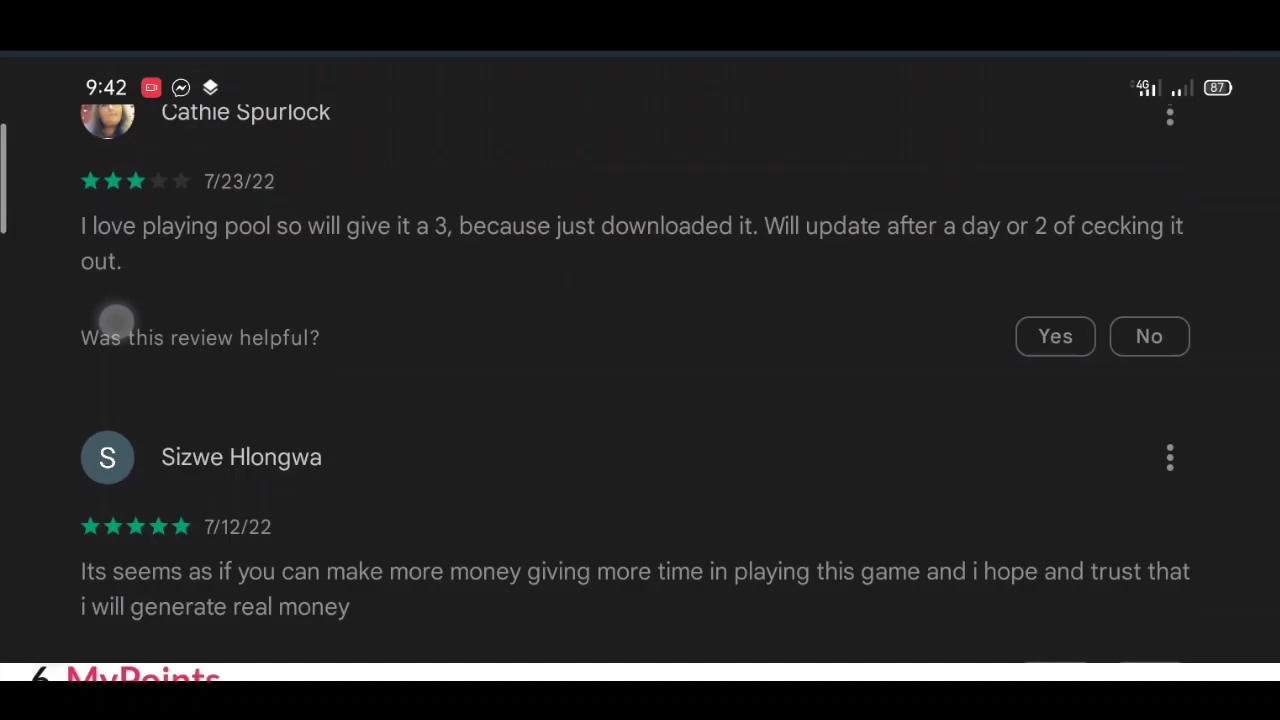 9:42
4G
87
Cathie Spurlock
7/23/22
I love playing pool so will give it a 3, because just downloaded it. Will update after a day or 2 of cecking it
out.
Was this review helpful?
Yes
No
S
Sizwe Hlongwa
7/12/22
Its seems as if you can make more money giving more time in playing this game and i hope and trust that
i will generate real money
6 MyPoints